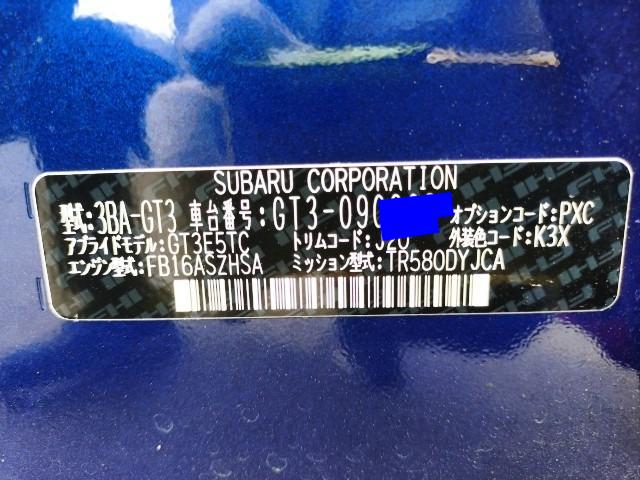 SUBARU CORPORATION
型式:3BA-GT3 車台番号:GT3-090 オプションコード:PXC
アプライドモデル:GT3E5TC トリムコード:J20 外装色コード:K3X
エンジン型式:FB16ASZHSA ミッション型式:TR580DYJCA